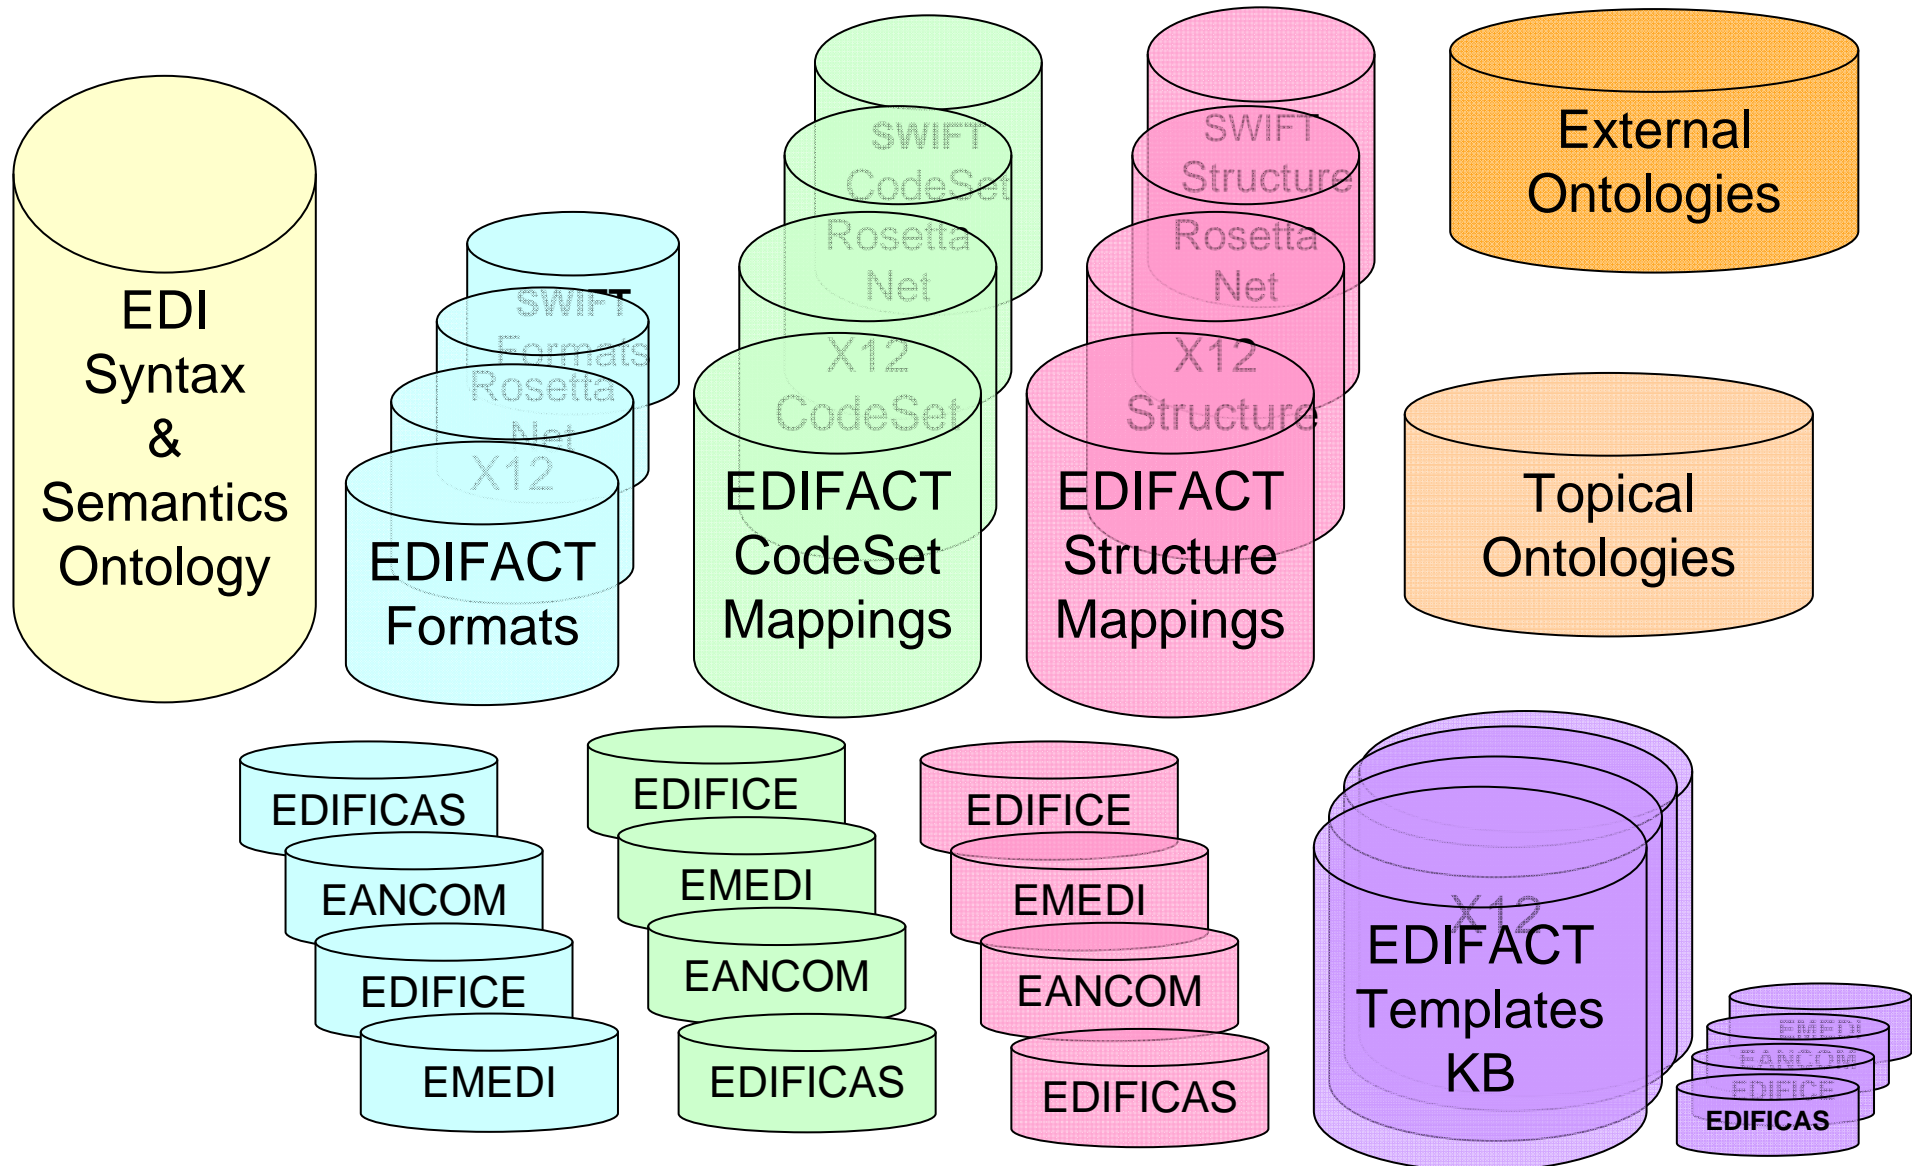 EDI
Syntax
&
Semantics
Ontology
SWIFT
Formats
Rosetta
Net
X12
EDIFACT
Formats
SWIFT
CodeSet
Rosetta
Net
X12
CodeSet
EDIFACT
CodeSet
Mappings
SWIFT
Structure
Rosetta
Net
X12
Structure
EDIFACT
Structure
Mappings
External
Ontologies
Topical
Ontologies
EDIFICAS
EANCOM
EDIFICE
EMEDI
EDIFICE
EMEDI
EANCOM
EDIFICAS
EDIFICE
EMEDI
EANCOM
EDIFICAS
X12
EDIFACT
Templates
KB
EMEDI
EANCOM
EDIFICE
EDIFICAS